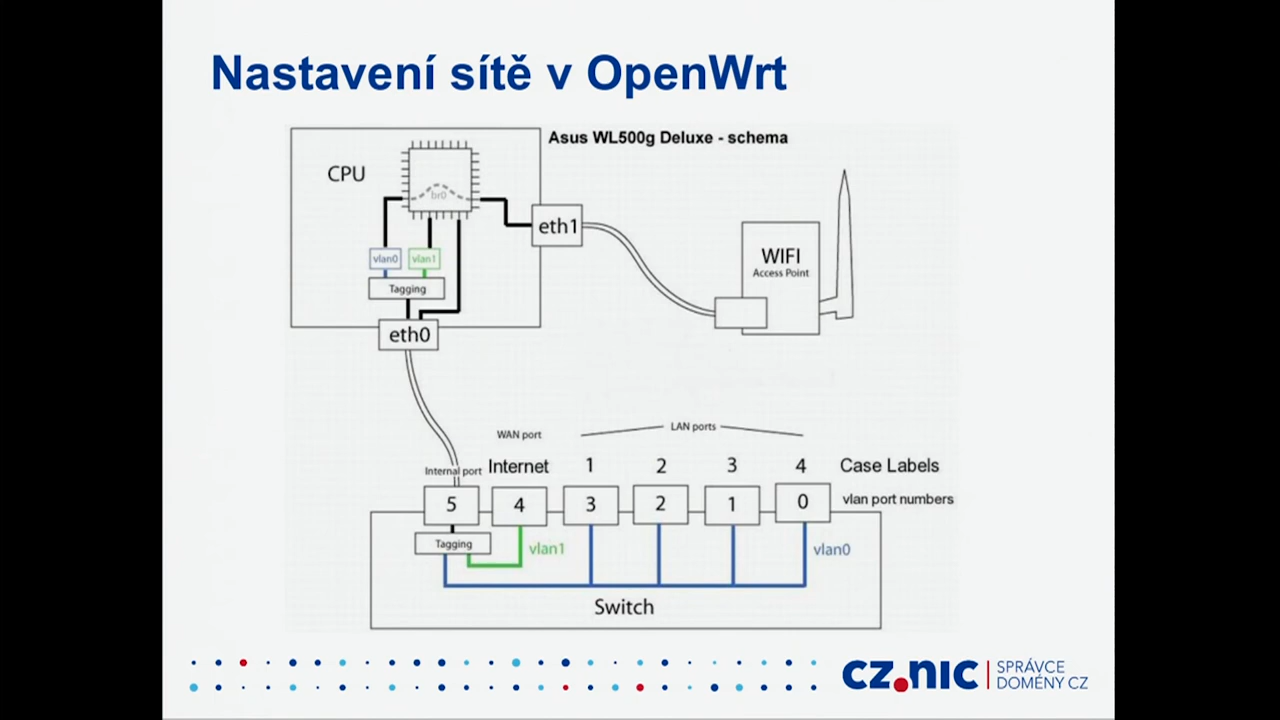 Nastavení sítě v OpenWrt
Asus WL500g Deluxe - schema
CPU
br0
eth1
WIFI
Access Point
vlan0 vlan1
Tagging
eth0
WAN port
LAN ports
Internal port Internet 1 2 3 4 Case Labels
5 4 3 2 1 0 vlan port numbers
Tagging
vlan1
vlan0
Switch
CZ.NIC SPRÁVCE
DOMÉNY CZ